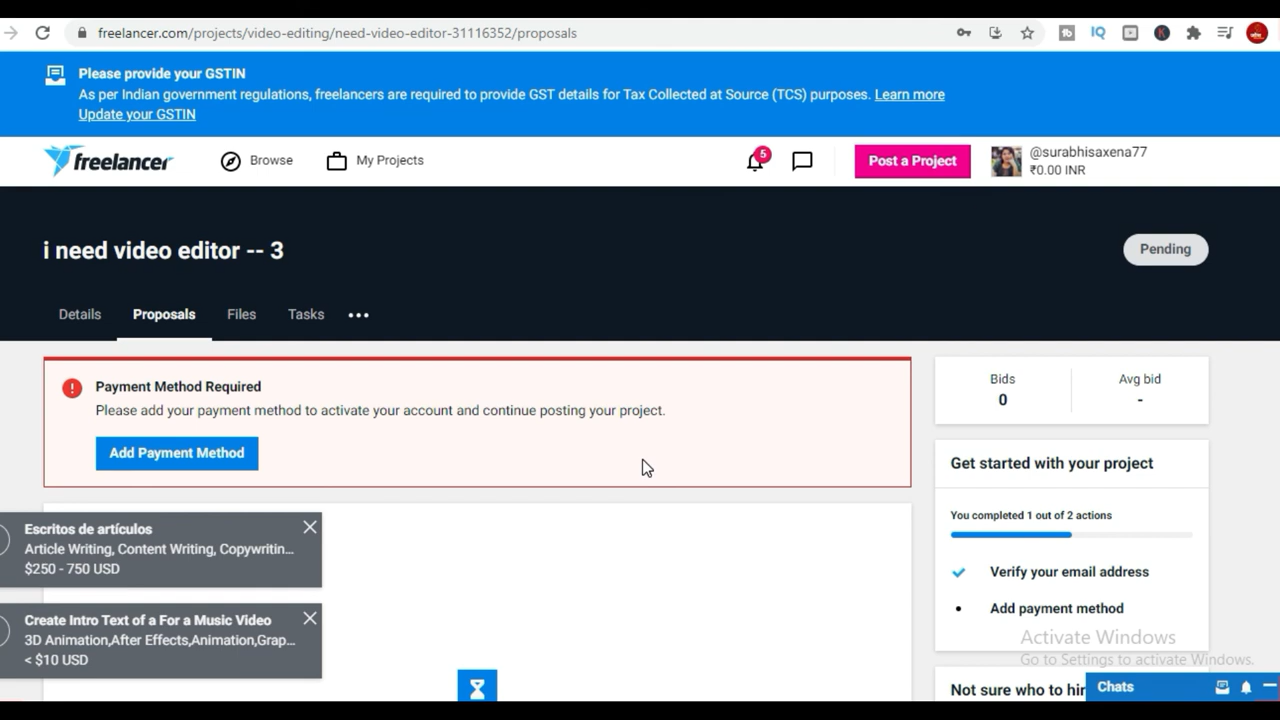 freelancer.com/projects/video-editing/need-video-editor-31116352/proposals
Please provide your GSTIN
As per Indian government regulations, freelancers are required to provide GST details for Tax Collected at Source (TCS) purposes. Learn more
Update your GSTIN
freelancer
Browse
My Projects
5
Post a Project
@surabhisaxena77
₹0.00 INR
i need video editor -- 3
Pending
Details
Proposals
Files
Tasks
Payment Method Required
Please add your payment method to activate your account and continue posting your project.
Add Payment Method
Bids
0
Avg bid
-
Get started with your project
You completed 1 out of 2 actions
Verify your email address
Add payment method
Escritos de artículos
Article Writing, Content Writing, Copywritin...
$250 - 750 USD
Create Intro Text of a For a Music Video
3D Animation,After Effects,Animation,Grap...
< $10 USD
Activate Windows
Go to Settings to activate Windows.
Not sure who to hir
Chats